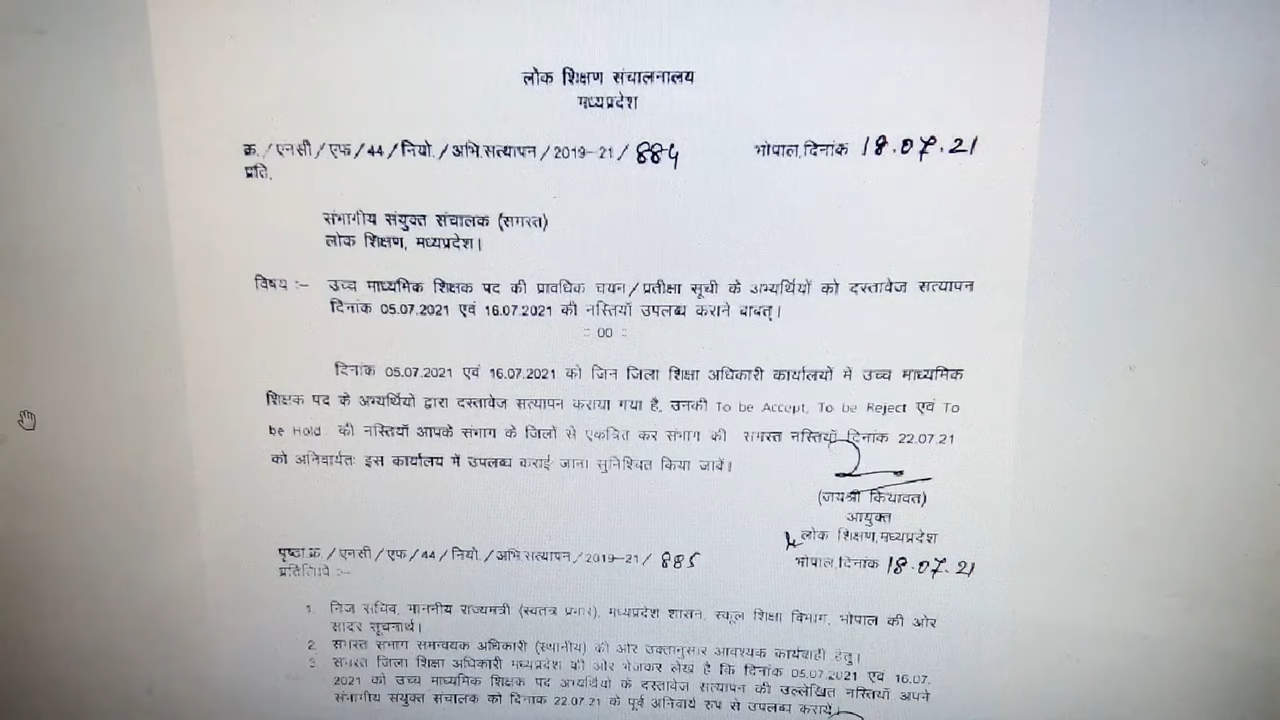 लोक शिक्षण संचालनालय
मध्यप्रदेश
क्र./एनसी/एफ/44/नियो./अभि.सत्यापन/2019-21/884 भोपाल,दिनांक 18.07.21
प्रति,
संभागीय संयुक्त संचालक (समस्त)
लोक शिक्षण, मध्यप्रदेश।
विषय :- उच्च माध्यमिक शिक्षक पद की प्रावधिक चयन/प्रतीक्षा सूची के अभ्यर्थियों को दस्तावेज सत्यापन
दिनांक 05.07.2021 एवं 16.07.2021 की नस्तियॉ उपलब्ध कराने बाबत्।
:: 00 ::
दिनांक 05.07.2021 एवं 16.07.2021 को जिन जिला शिक्षा अधिकारी कार्यालयों में उच्च माध्यमिक
शिक्षक पद के अभ्यर्थियों द्वारा दस्तावेज सत्यापन कराया गया है, उनकी To be Accept, To be Reject एवं To
be Hold की नस्तियॉ आपके संभाग के जिलों से एकत्रित कर संभाग की समस्त नस्तियॉ दिनांक 22.07.21
को अनिवार्यतः इस कार्यालय में उपलब्ध कराई जाना सुनिश्चित किया जावें।
(जयश्री कियावत)
आयुक्त
लोक शिक्षण,मध्यप्रदेश
पृष्ठा.क्र./एनसी/एफ/44/नियो./अभि.सत्यापन/2019-21/ 885 भोपाल,दिनांक 18.07.21
प्रतिलिपि :-
1. निज सचिव, माननीय राज्यमंत्री (स्वतंत्र प्रभार), मध्यप्रदेश शासन, स्कूल शिक्षा विभाग, भोपाल की ओर
सादर सूचनार्थ।
2. समस्त संभाग समन्वयक अधिकारी (स्थानीय) की ओर उक्तानुसार आवश्यक कार्यवाही हेतु।
3. समस्त जिला शिक्षा अधिकारी मध्यप्रदेश की ओर भेजकर लेख है कि दिनांक 05.07.2021 एवं 16.07.
2021 को उच्च माध्यमिक शिक्षक पद अभ्यर्थियों के दस्तावेज सत्यापन की उल्लेखित नस्तियॉ अपने
संभागीय संयुक्त संचालक को दिनांक 22.07.21 के पूर्व अनिवार्य रुप से उपलब्ध कराये।